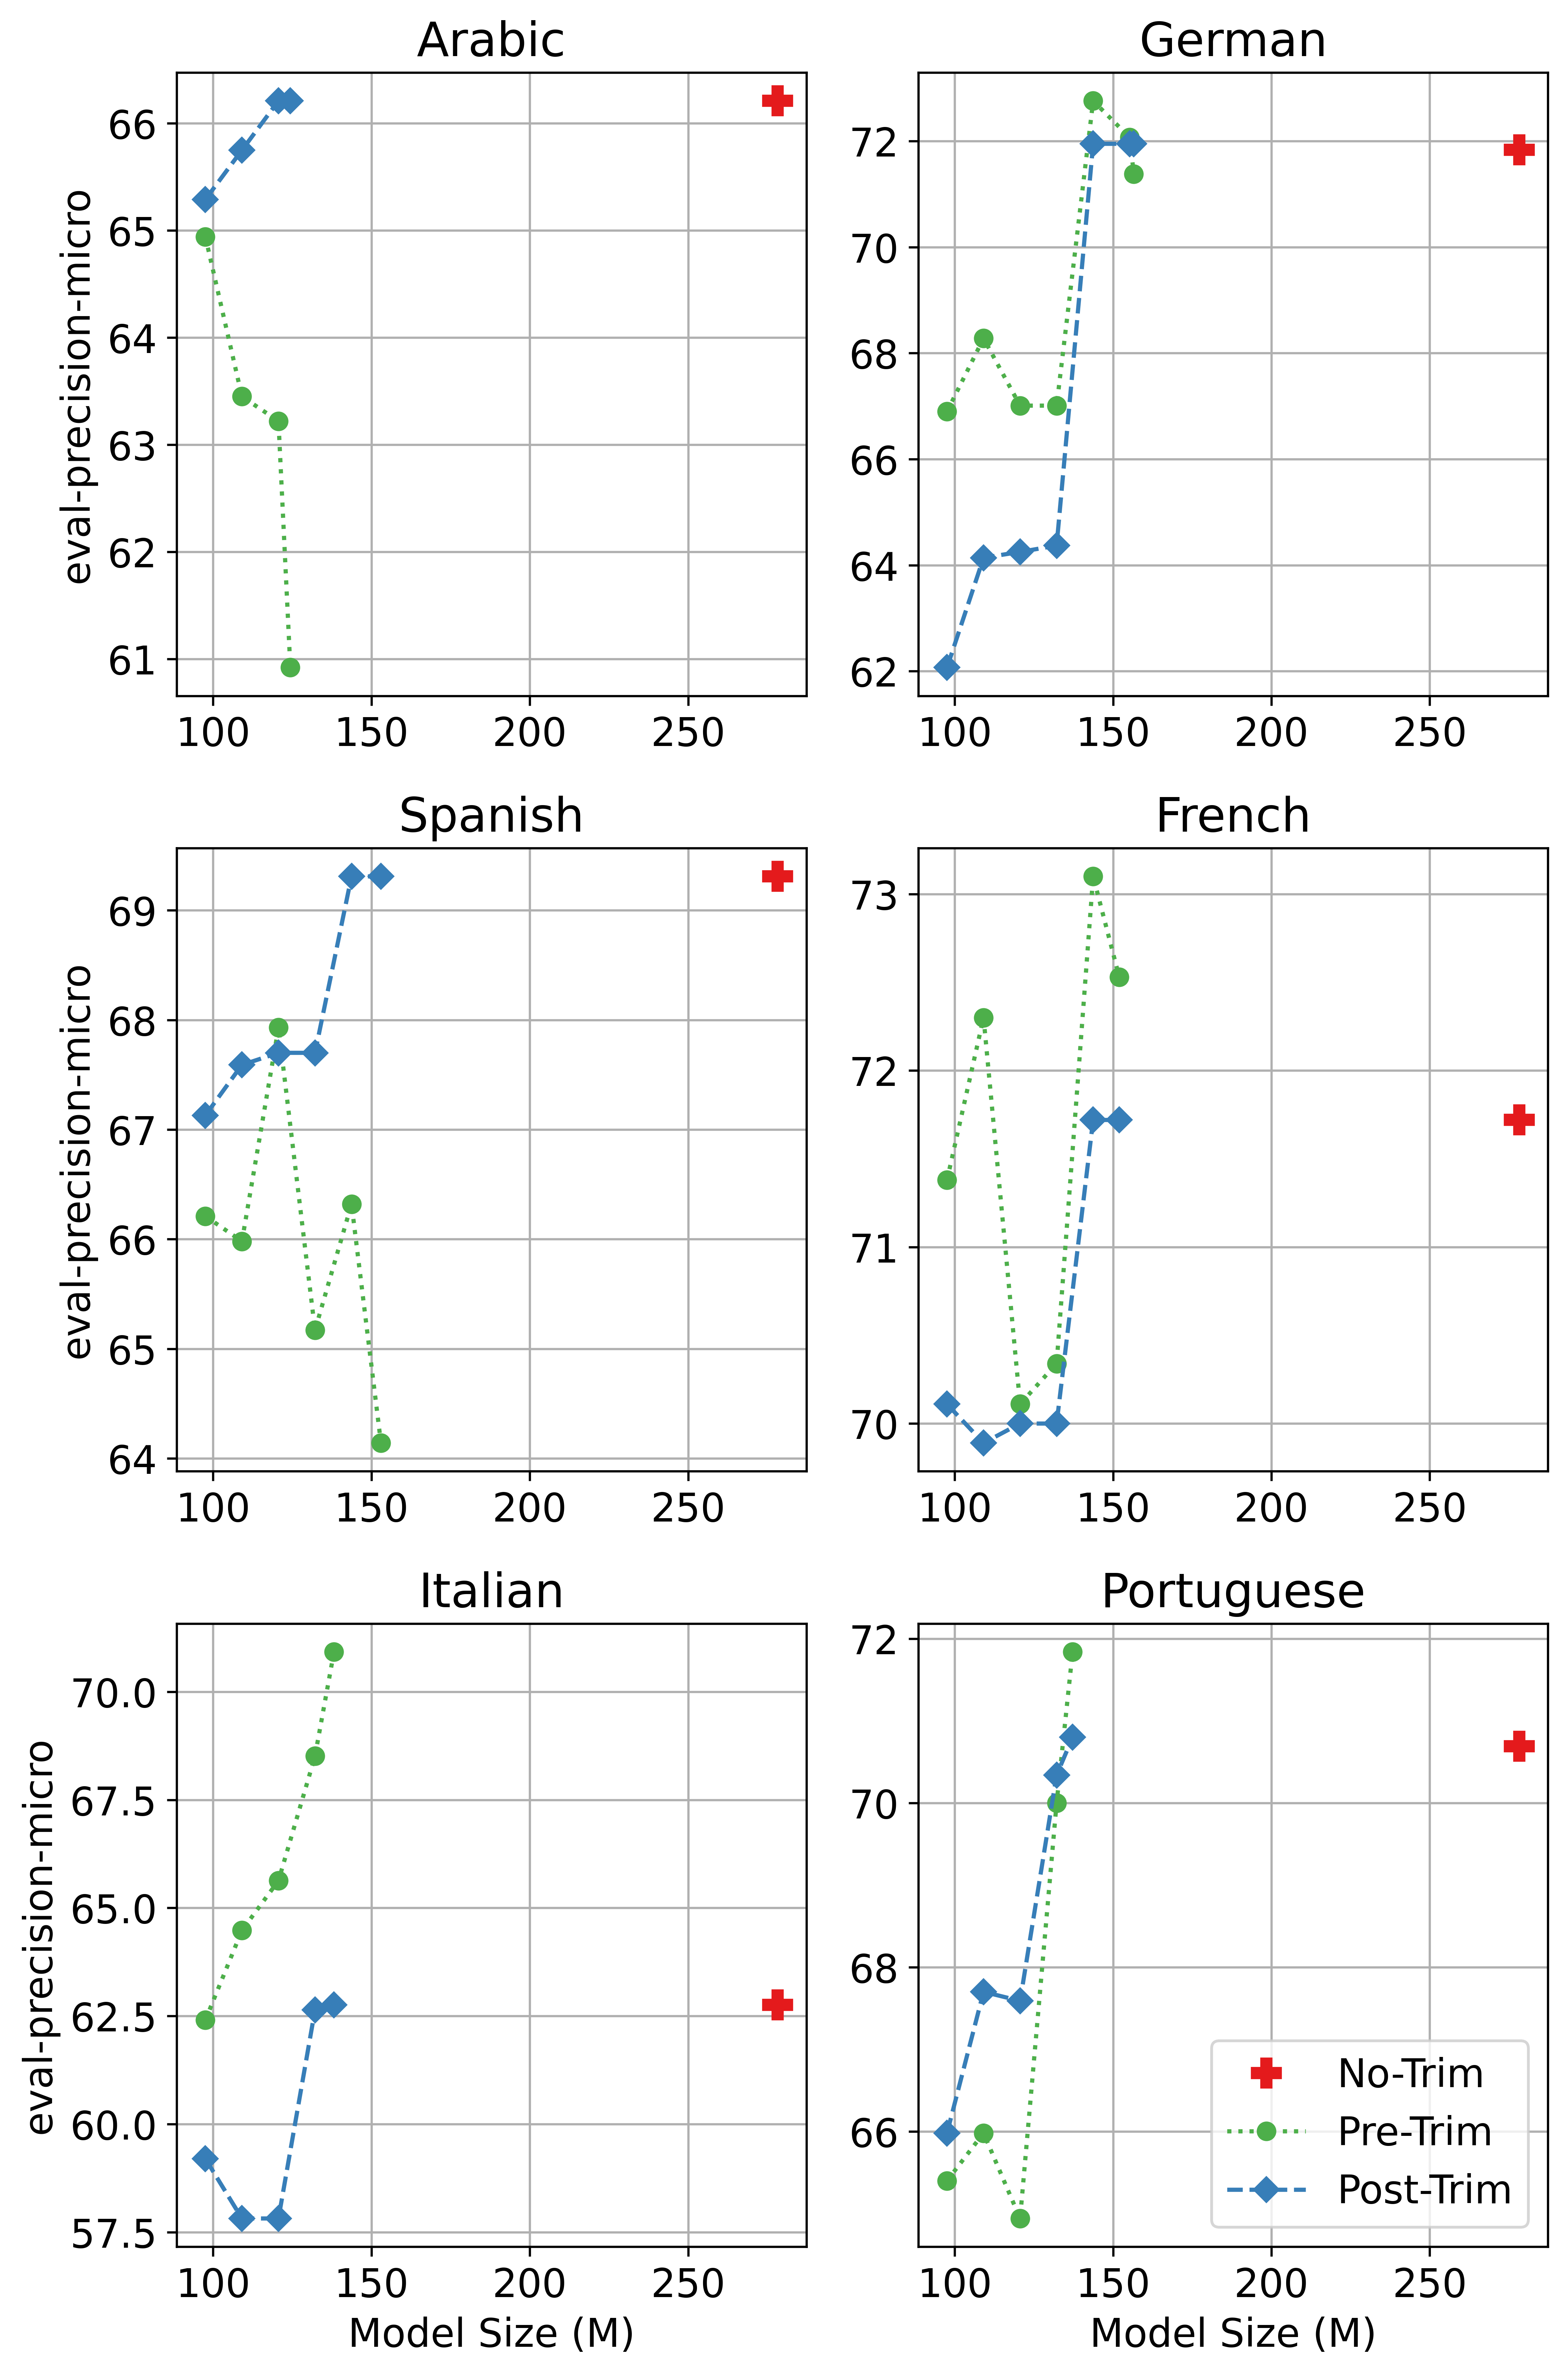 Arabic
eval-precision-micro
66
65
64
63
62
61
100 150 200 250
German
72
70
68
66
64
62
100 150 200 250
Spanish
eval-precision-micro
69
68
67
66
65
64
100 150 200 250
French
73
72
71
70
100 150 200 250
Italian
eval-precision-micro
70.0
67.5
65.0
62.5
60.0
57.5
100 150 200 250
Model Size (M)
Portuguese
72
70
68
66
No-Trim
Pre-Trim
Post-Trim
100 150 200 250
Model Size (M)